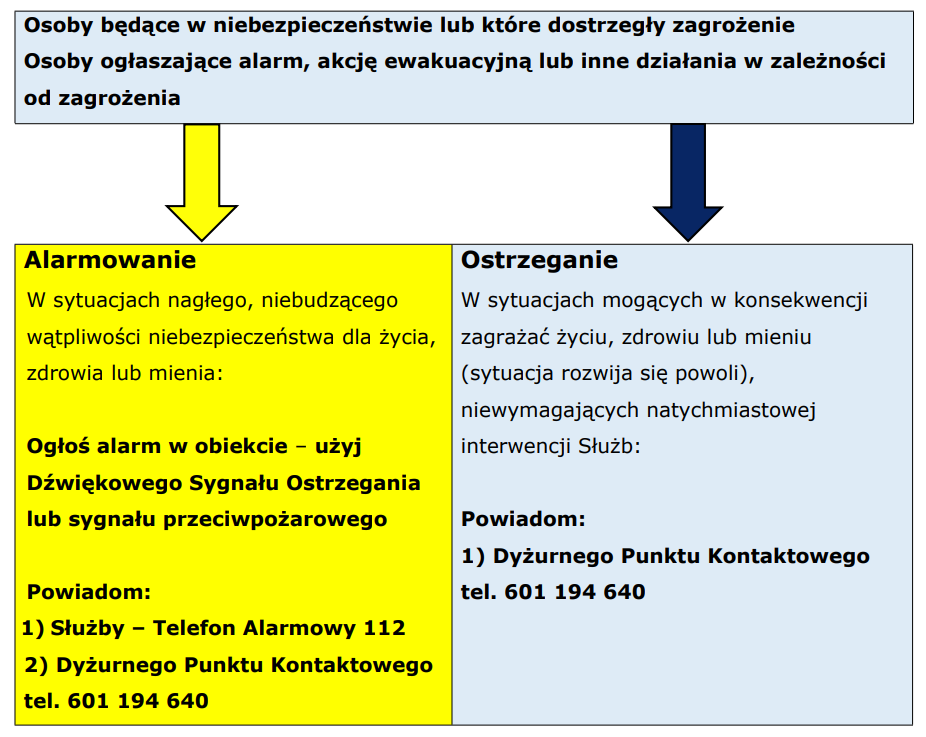 Osoby będące w niebezpieczeństwie lub które dostrzegły zagrożenie
Osoby ogłaszające alarm, akcję ewakuacyjną lub inne działania w zależności
od zagrożenia
Alarmowanie
W sytuacjach nagłego, niebudzącego
wątpliwości niebezpieczeństwa dla życia,
zdrowia lub mienia:
Ogłoś alarm w obiekcie – użyj
Dźwiękowego Sygnału Ostrzegania
lub sygnału przeciwpożarowego
Powiadom:
1) Służby – Telefon Alarmowy 112
2) Dyżurnego Punktu Kontaktowego
tel. 601 194 640
Ostrzeganie
W sytuacjach mogących w konsekwencji
zagrażać życiu, zdrowiu lub mieniu
(sytuacja rozwija się powoli),
niewymagających natychmiastowej
interwencji Służb:
Powiadom:
1) Dyżurnego Punktu Kontaktowego
tel. 601 194 640